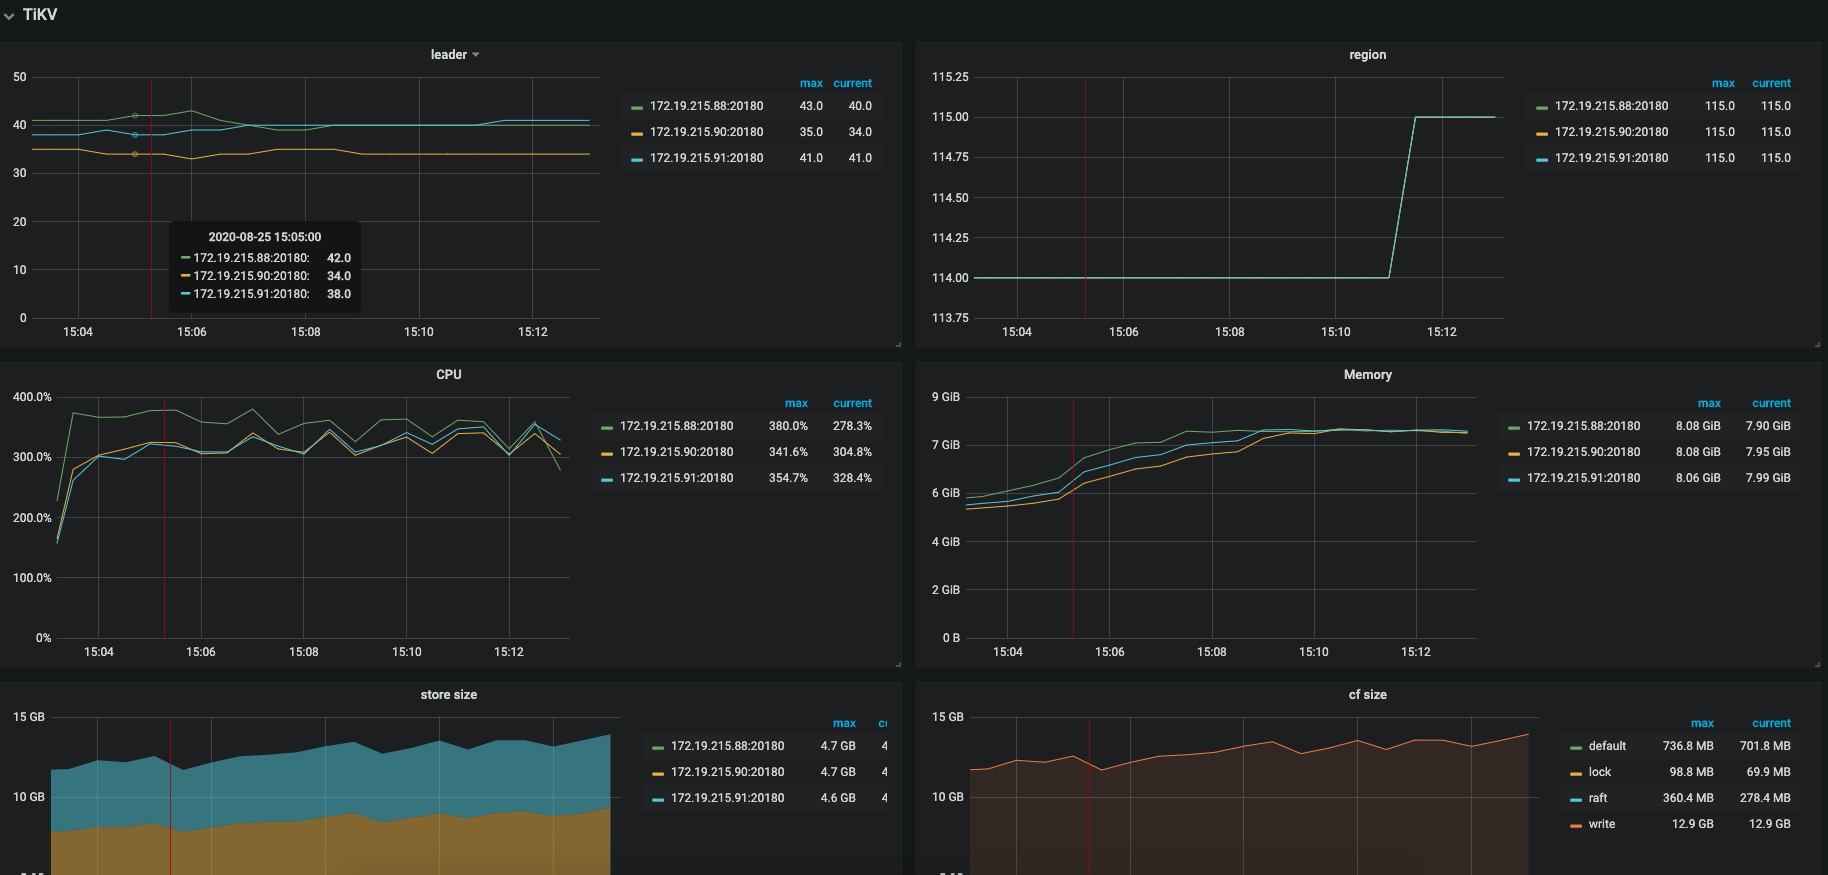 TiKV
leader
50
40
30
20
10
0
15:04 15:06 15:08 15:10 15:12
max current
172.19.215.88:20180 43.0 40.0
172.19.215.90:20180 35.0 34.0
172.19.215.91:20180 41.0 41.0
2020-08-25 15:05:00
172.19.215.88:20180: 42.0
172.19.215.90:20180: 34.0
172.19.215.91:20180: 38.0
region
115.25
115.00
114.75
114.50
114.25
114.00
113.75
15:04 15:06 15:08 15:10 15:12
max current
172.19.215.88:20180 115.0 115.0
172.19.215.90:20180 115.0 115.0
172.19.215.91:20180 115.0 115.0
CPU
400.0%
300.0%
200.0%
100.0%
0%
15:04 15:06 15:08 15:10 15:12
max current
172.19.215.88:20180 380.0% 278.3%
172.19.215.90:20180 341.6% 304.8%
172.19.215.91:20180 354.7% 328.4%
Memory
9 GiB
7 GiB
6 GiB
4 GiB
2 GiB
0 B
15:04 15:06 15:08 15:10 15:12
max current
172.19.215.88:20180 8.08 GiB 7.90 GiB
172.19.215.90:20180 8.08 GiB 7.95 GiB
172.19.215.91:20180 8.06 GiB 7.99 GiB
store size
15 GB
10 GB
max
172.19.215.88:20180 4.7 GB 4
172.19.215.90:20180 4.7 GB 4
172.19.215.91:20180 4.6 GB 4
cf size
15 GB
10 GB
max current
default 736.8 MB 701.8 MB
lock 98.8 MB 69.9 MB
raft 360.4 MB 278.4 MB
write 12.9 GB 12.9 GB